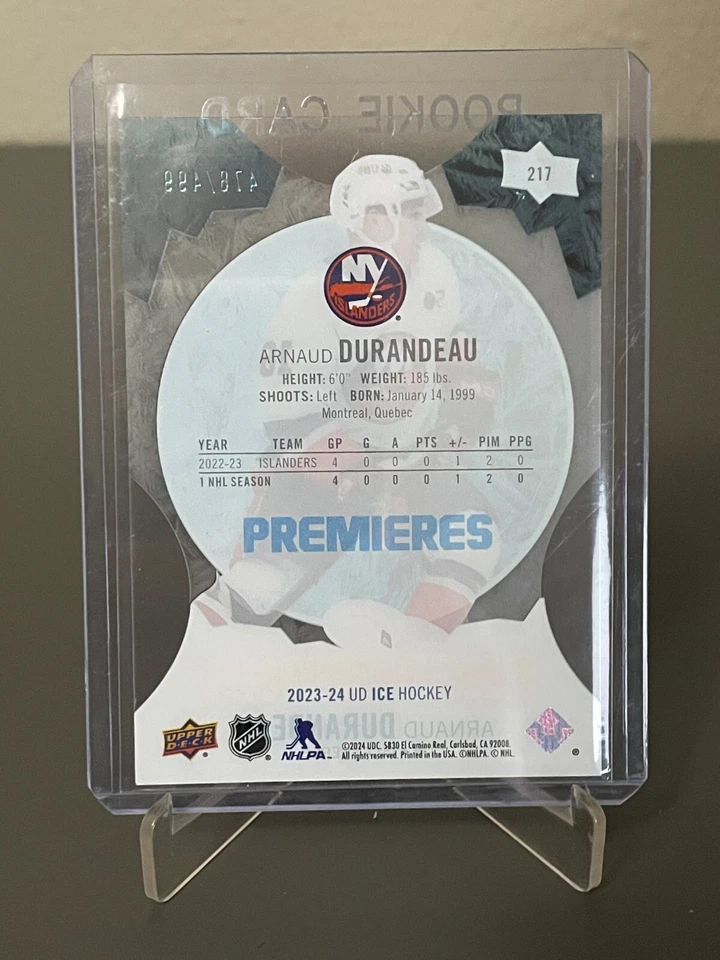 ROOKIE CARD
476/499
217
NY
ISLANDERS
ARNAUD DURANDEAU
HEIGHT: 6'0" WEIGHT: 185 lbs.
SHOOTS: Left BORN: January 14, 1999
Montreal, Quebec
YEAR TEAM GP G A PTS +/- PIM PPG
2022-23 ISLANDERS 4 0 0 0 1 2 0
1 NHL SEASON 4 0 0 0 1 2 0
PREMIERES
2023-24 UD ICE HOCKEY
ARNAUD DURANDEAU
UPPER DECK
NHL
NHLPA
©2024 UDC. 5830 El Camino Real, Carlsbad, CA 92008.
All rights reserved. Printed in the USA. ©NHLPA. © NHL.